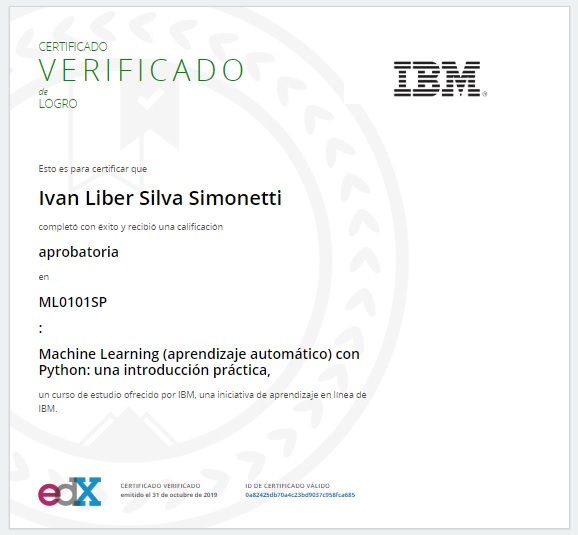 CERTIFICADO
VERIFICADO
de
LOGRO
IBM®
Esto es para certificar que
Ivan Liber Silva Simonetti
completó con éxito y recibió una calificación
aprobatoria
en
ML0101SP
:
Machine Learning (aprendizaje automático) con
Python: una introducción práctica,
un curso de estudio ofrecido por IBM, una iniciativa de aprendizaje en línea de
IBM.
edX
CERTIFICADO VERIFICADO
emitido el 31 de octubre de 2019
ID DE CERTIFICADO VÁLIDO
0a82425db70a4c23bd9037c958fca685